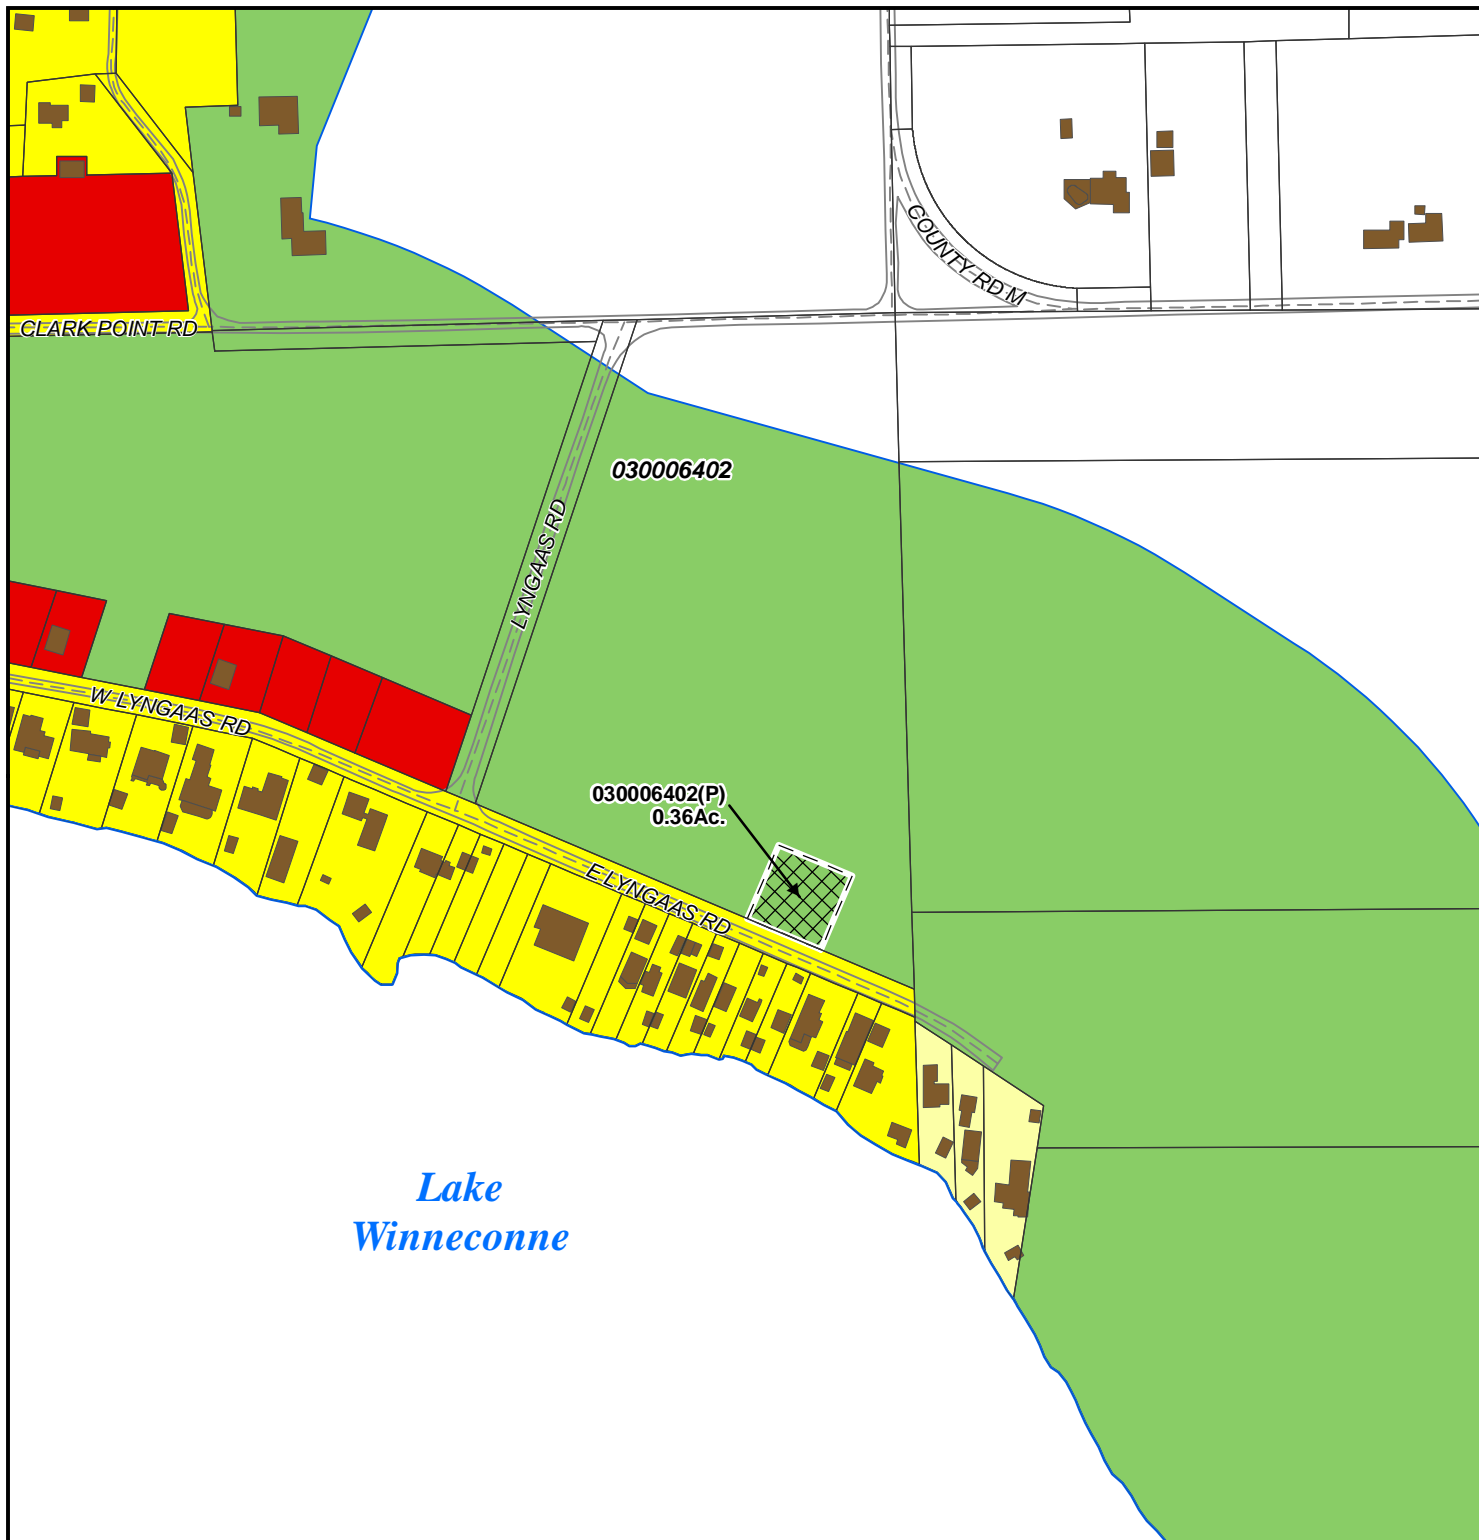 COUNTY RD M
CLARK POINT RD
030006402
LYNGAAS RD
W LYNGAAS RD
030006402(P)
0.36Ac.
E LYNGAAS RD
Lake
Winneconne